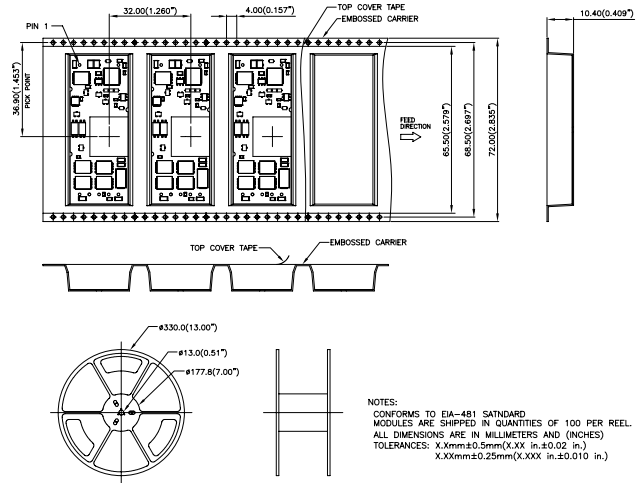 TOP COVER TAPE
EMBOSSED CARRIER
10.40(0.409")
32.00(1.260")
4.00(0.157")
PIN 1
36.90(1.453")
PICK POINT
FEED
DIRECTION
65.50(2.579")
68.50(2.697")
72.00(2.835")
TOP COVER TAPE
EMBOSSED CARRIER
ø330.0(13.00")
ø13.0(0.51")
ø177.8(7.00")
NOTES:
CONFORMS TO EIA-481 SATNDARD
MODULES ARE SHIPPED IN QUANTITIES OF 100 PER REEL.
ALL DIMENSIONS ARE IN MILLIMETERS AND (INCHES)
TOLERANCES: X.Xmm±0.5mm(X.XX in.±0.02 in.)
X.XXmm±0.25mm(X.XXX in.±0.010 in.)